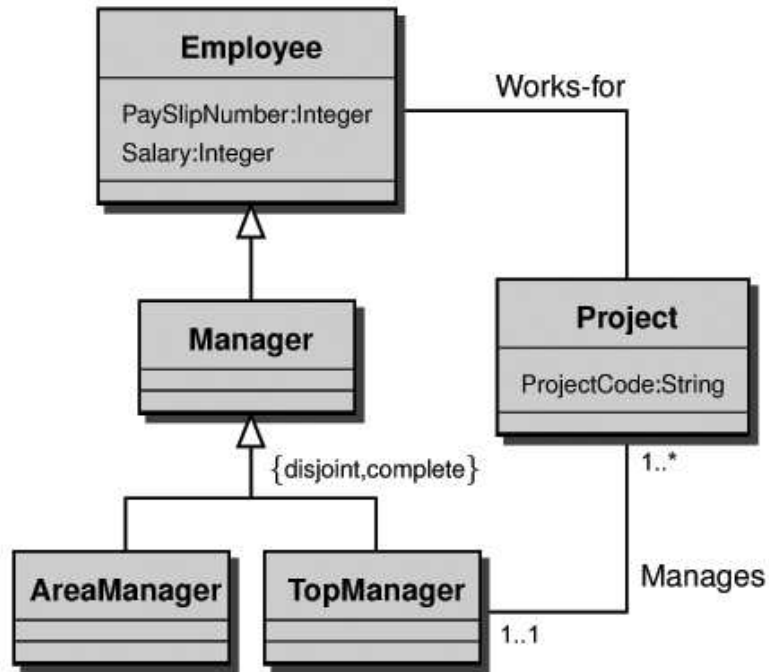 Employee
PaySlipNumber:Integer
Salary:Integer
Works-for
Manager
Project
ProjectCode:String
{disjoint,complete}
1..*
AreaManager
TopManager
Manages
1..1